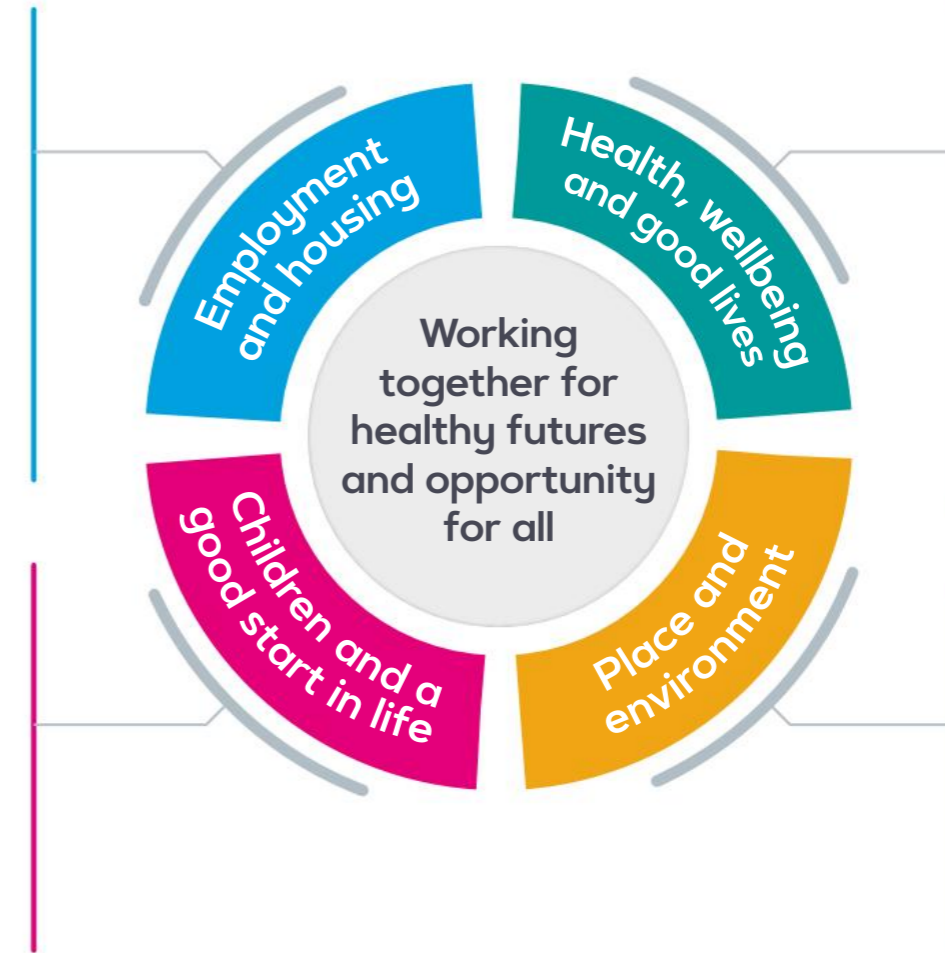 Employment
and housing
Health, wellbeing
and good lives
Working
together for
healthy futures
and opportunity
for all
Children and a
good start in life
Place and
environment